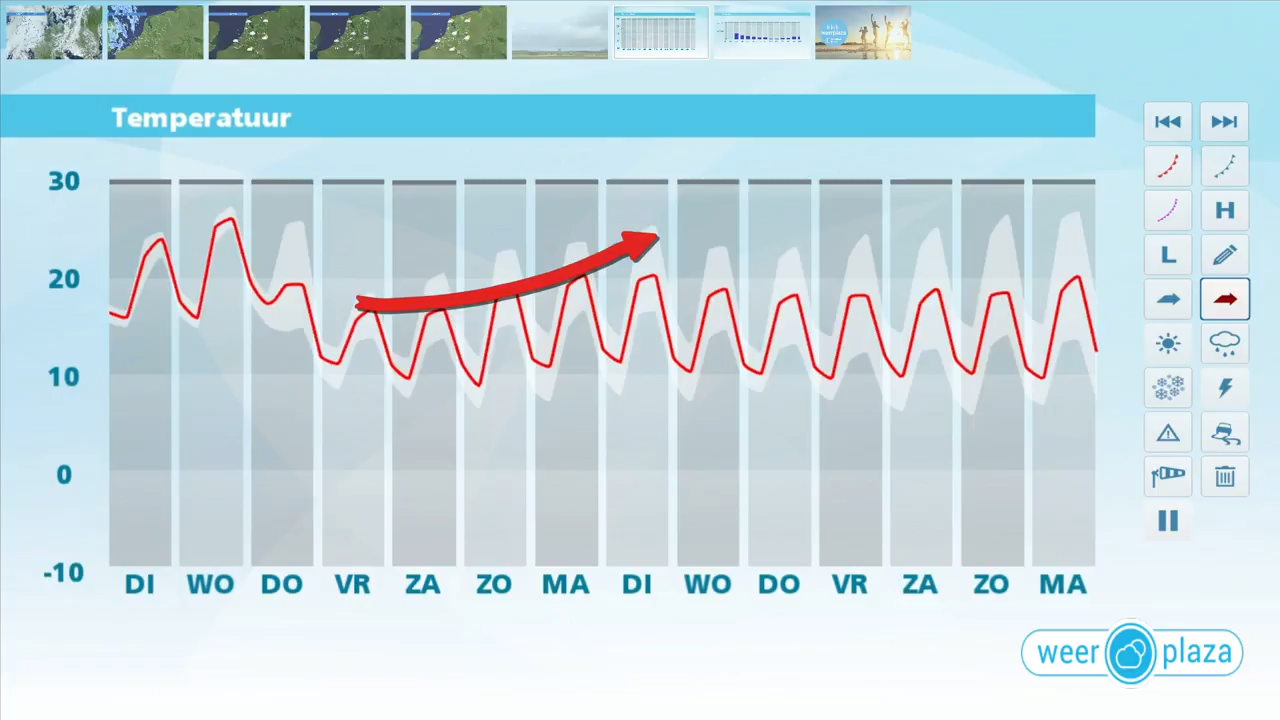 Temperatuur
30
20
10
0
-10
DI WO DO VR ZA ZO MA DI WO DO VR ZA ZO MA
H
L
weer plaza